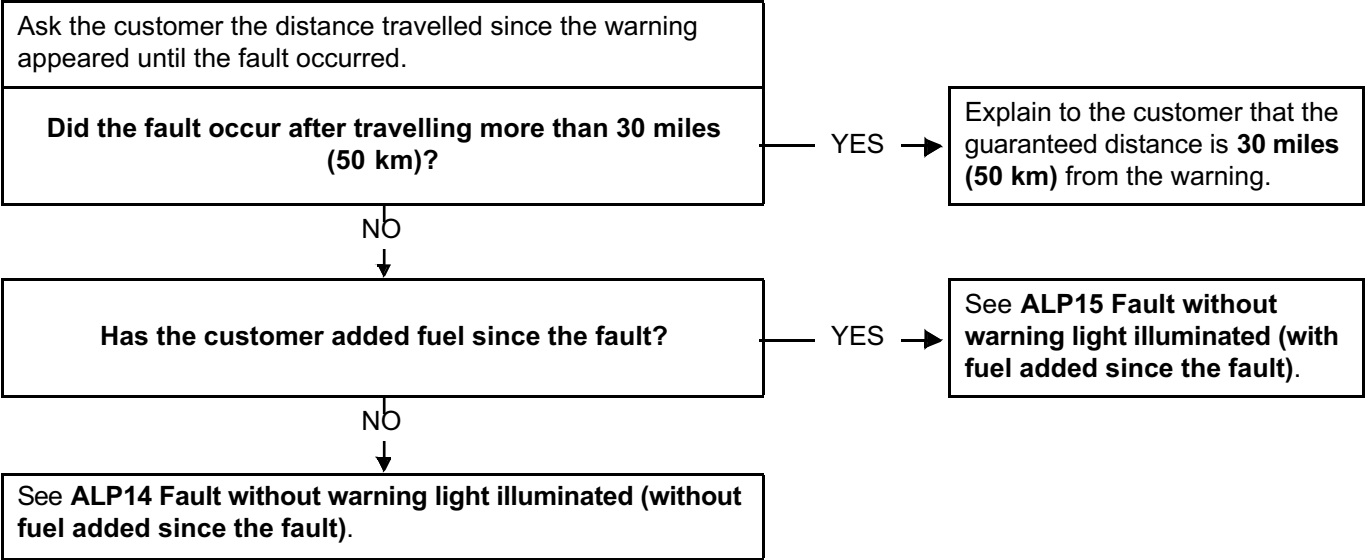 Ask the customer the distance travelled since the warning
appeared until the fault occurred.
Did the fault occur after travelling more than 30 miles
(50 km)?
YES
Explain to the customer that the
guaranteed distance is 30 miles
(50 km) from the warning.
NO
Has the customer added fuel since the fault?
YES
See ALP15 Fault without
warning light illuminated (with
fuel added since the fault).
NO
See ALP14 Fault without warning light illuminated (without
fuel added since the fault).